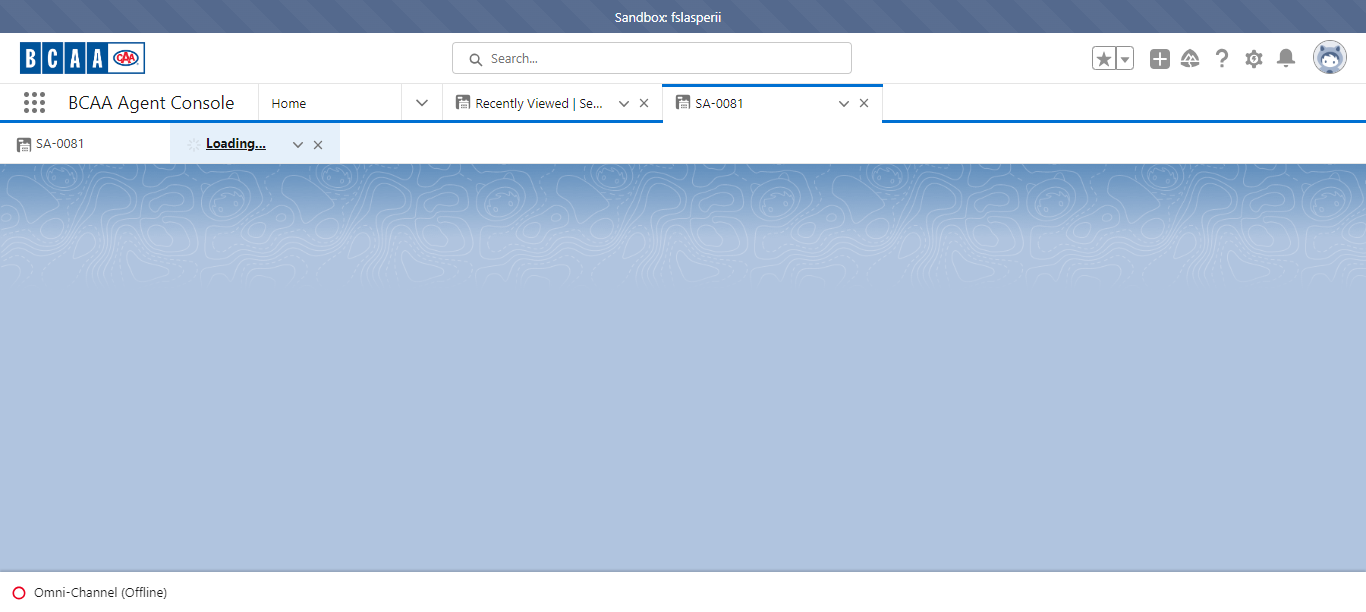 Sandbox: fslasperii
BCAA CAA
Search...
BCAA Agent Console
Home
Recently Viewed | Se...
SA-0081
SA-0081
Loading...
Omni-Channel (Offline)